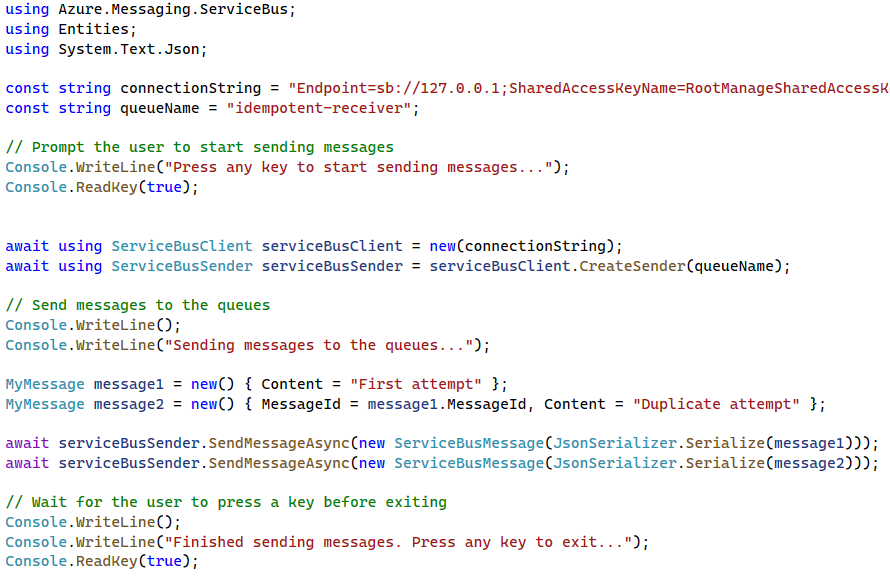 using Azure.Messaging.ServiceBus;
using Entities;
using System.Text.Json;
const string connectionString = "Endpoint=sb://127.0.0.1;SharedAccessKeyName=RootManageSharedAccessK
const string queueName = "idempotent-receiver";
// Prompt the user to start sending messages
Console.WriteLine("Press any key to start sending messages...");
Console.ReadKey(true);
await using ServiceBusClient serviceBusClient = new(connectionString);
await using ServiceBusSender serviceBusSender = serviceBusClient.CreateSender(queueName);
// Send messages to the queues
Console.WriteLine();
Console.WriteLine("Sending messages to the queues...");
MyMessage message1 = new() { Content = "First attempt" };
MyMessage message2 = new() { MessageId = message1.MessageId, Content = "Duplicate attempt" };
await serviceBusSender.SendMessageAsync(new ServiceBusMessage(JsonSerializer.Serialize(message1)));
await serviceBusSender.SendMessageAsync(new ServiceBusMessage(JsonSerializer.Serialize(message2)));
// Wait for the user to press a key before exiting
Console.WriteLine();
Console.WriteLine("Finished sending messages. Press any key to exit...");
Console.ReadKey(true);